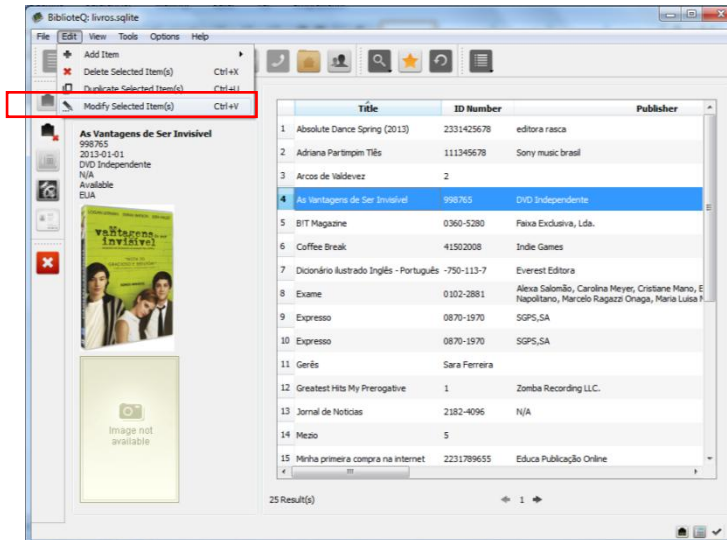 BiblioteQ: livros.sqlite
File Edit View Tools Options Help
Add Item
Delete Selected Item(s) Ctrl+X
Duplicate Selected Item(s) Ctrl+U
Modify Selected Item(s) Ctrl+V
As Vantagens de Ser Invisível
998765
2013-01-01
DVD Independente
N/A
Available
EUA
vantagens de ser
invisível
Image not
available
Title ID Number Publisher
1 Absolute Dance Spring (2013) 2331425678 editora rasca
2 Adriana Partimpim Tlês 111345678 Sony music brasil
3 Arcos de Valdevez 2
4 As Vantagens de Ser Invisível 998765 DVD Independente
5 B!T Magazine 0360-5280 Faixa Exclusiva, Lda.
6 Coffee Break 41502008 Indie Games
7 Dicionário ilustrado Inglês - Português -750-113-7 Everest Editora
8 Exame 0102-2881 Alexa Salomão, Carolina Meyer, Cristiane Mano, E
Napolitano, Marcelo Ragazzi Onaga, Maria Luisa M
9 Expresso 0870-1970 SGPS,SA
10 Expresso 0870-1970 SGPS,SA
11 Gerês Sara Ferreira
12 Greatest Hits My Prerogative 1 Zomba Recording LLC.
13 Jornal de Noticias 2182-4096 N/A
14 Mezio 5
15 Minha primeira compra na internet 2231789655 Educa Publicação Online
25 Result(s) 1